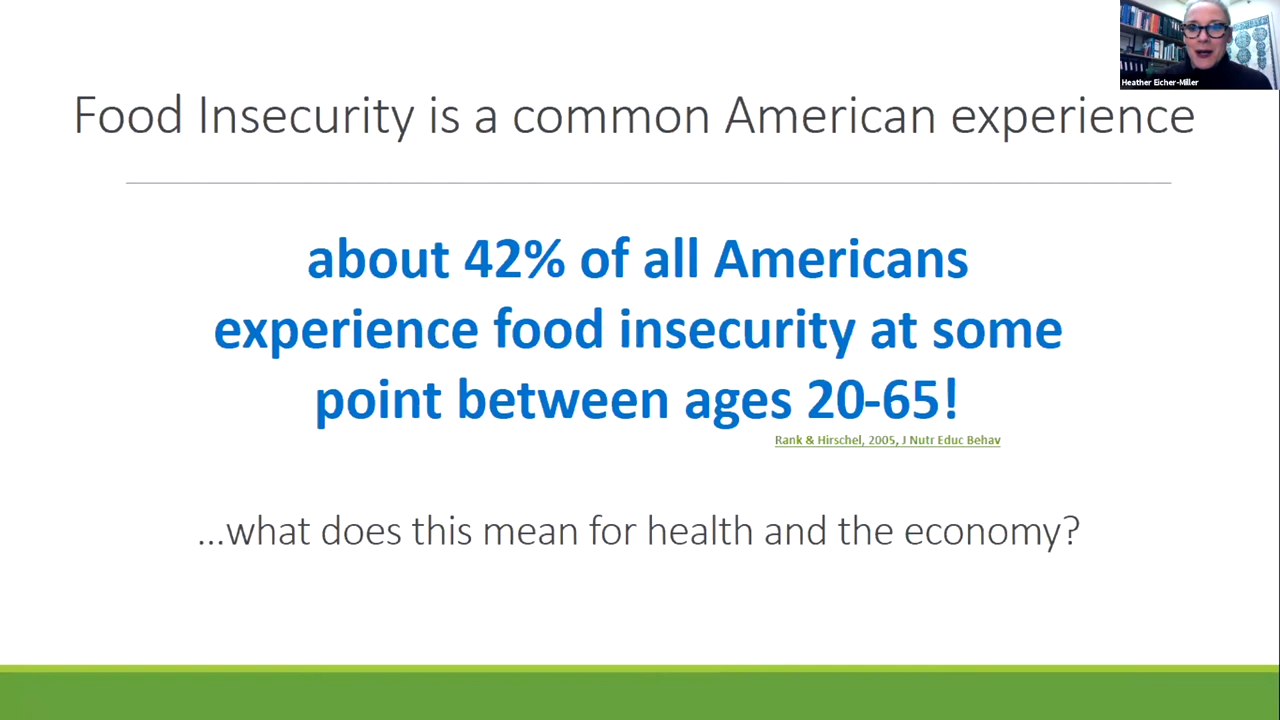 Heather Eicher-Miller
Food Insecurity is a common American experience
about 42% of all Americans
experience food insecurity at some
point between ages 20-65!
Rank & Hirschel, 2005, J Nutr Educ Behav
...what does this mean for health and the economy?